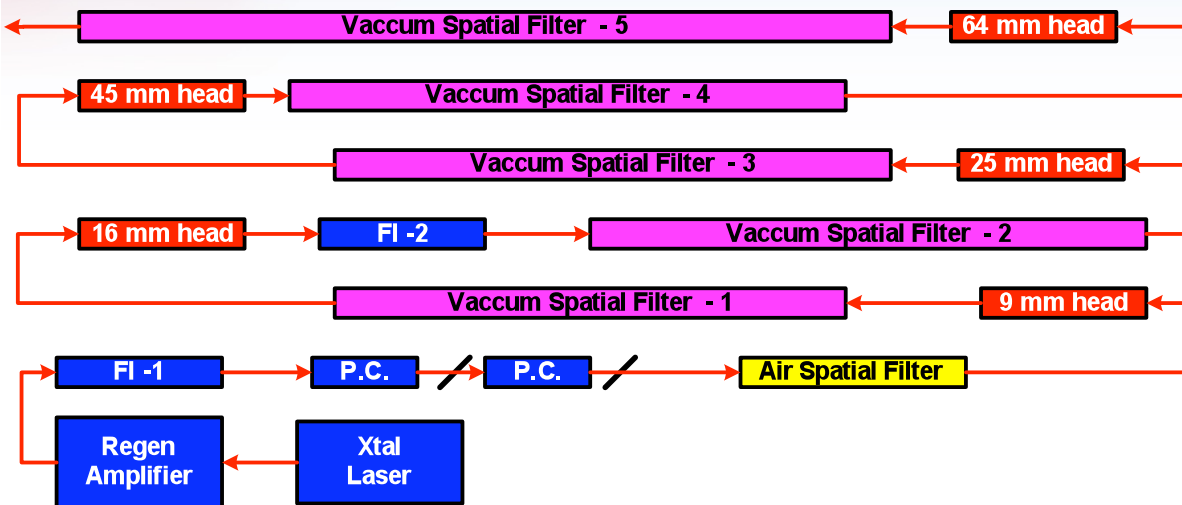 Vaccum Spatial Filter - 5
64 mm head
45 mm head
Vaccum Spatial Filter - 4
Vaccum Spatial Filter - 3
25 mm head
16 mm head
FI -2
Vaccum Spatial Filter - 2
Vaccum Spatial Filter - 1
9 mm head
FI -1
P.C.
P.C.
Air Spatial Filter
Regen
Amplifier
Xtal
Laser